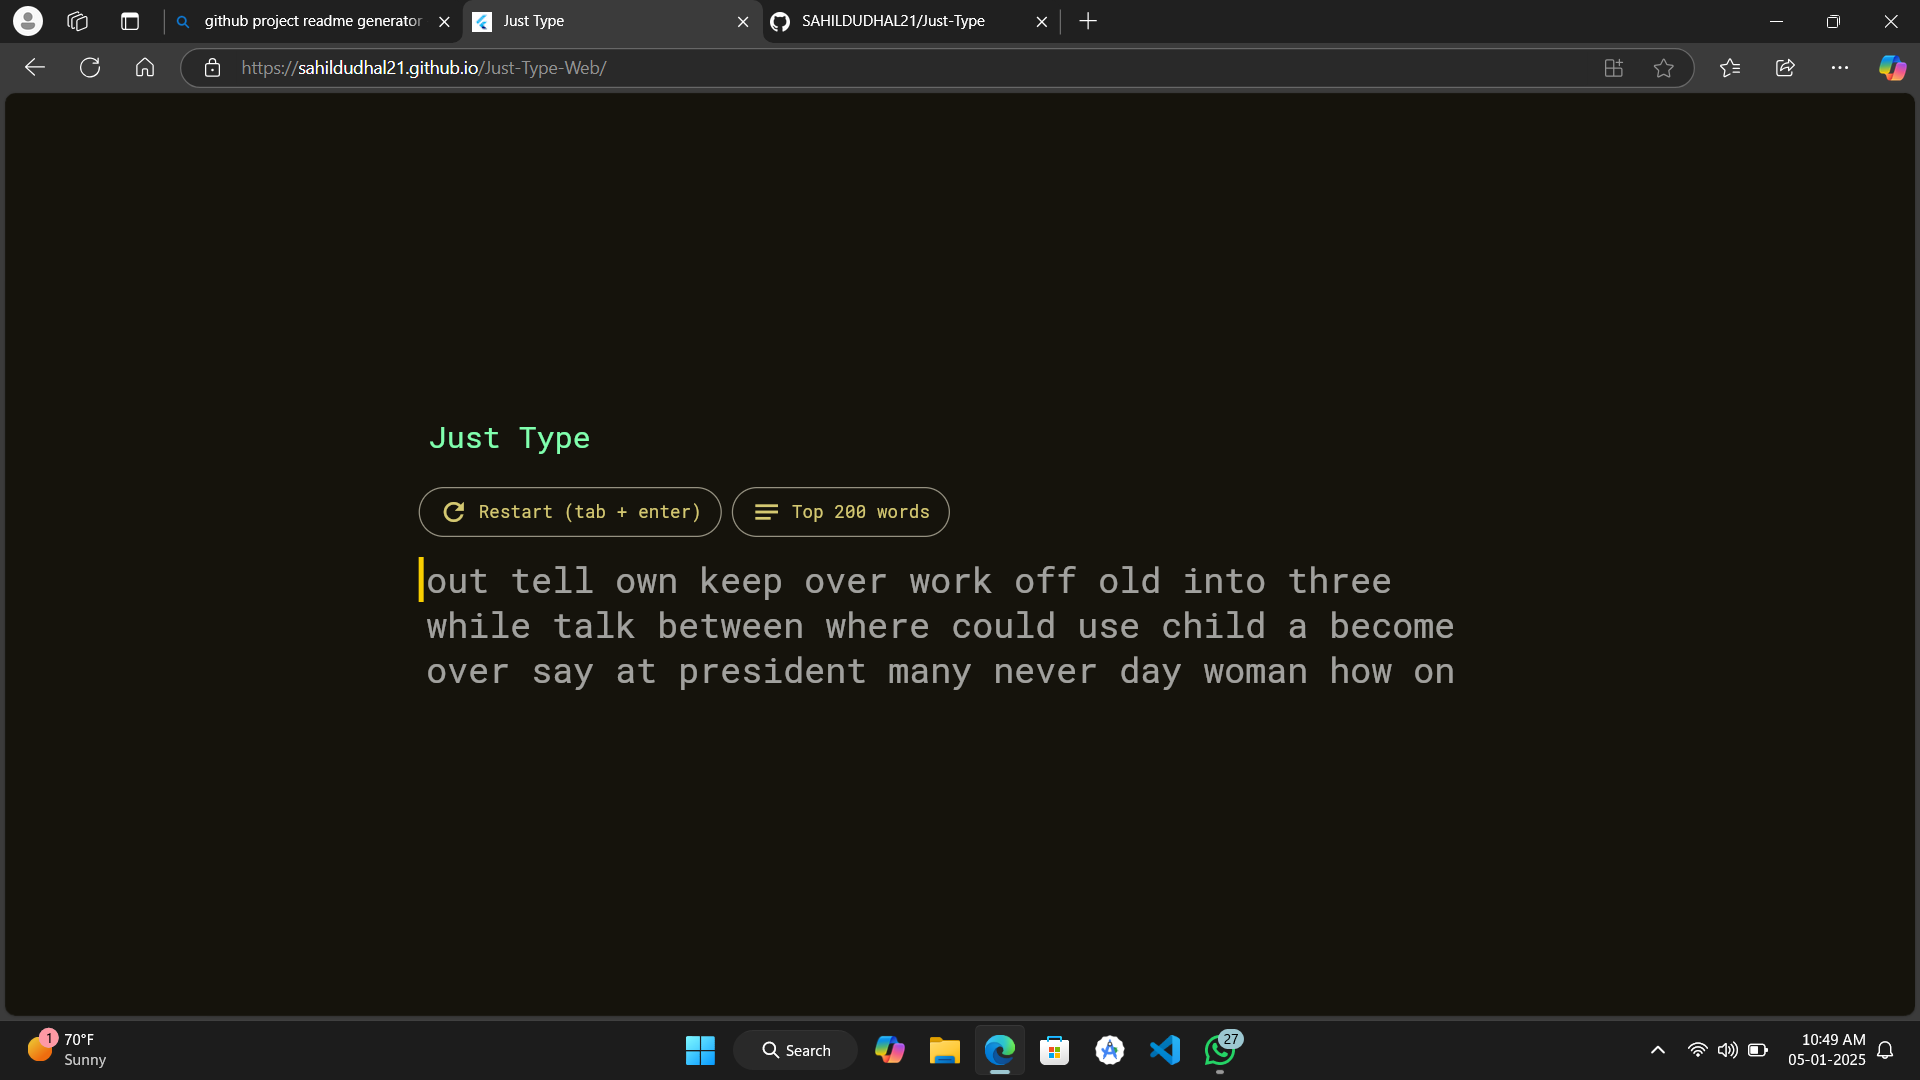 github project readme generator
Just Type
SAHILDUDHAL21/Just-Type
https://sahildudhal21.github.io/Just-Type-Web/
Just Type
Restart (tab + enter)
Top 200 words
out tell own keep over work off old into three
while talk between where could use child a become
over say at president many never day woman how on
1
70°F
Sunny
Search
27
10:49 AM
05-01-2025